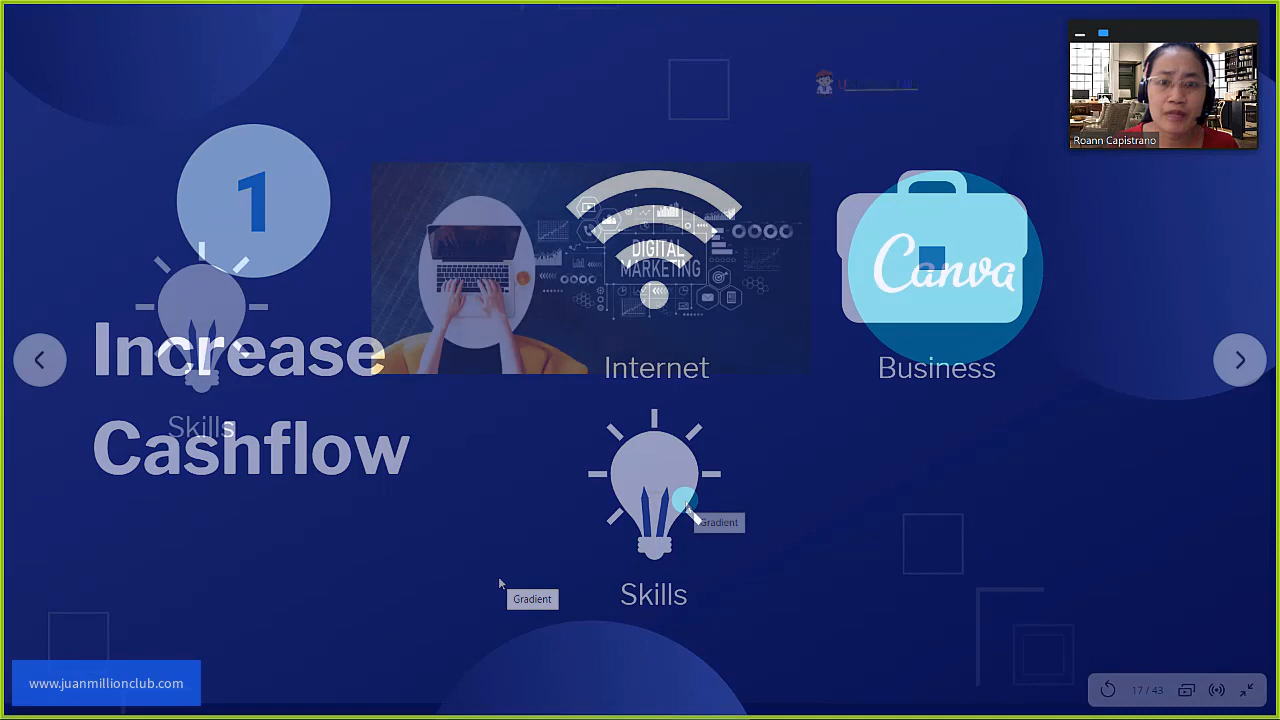 Roann Capistrano
1
DIGITAL
MARKETING
Canva
Increase
Cashflow
Internet
Business
Skills
Gradient
Skills
Gradient
www.juanmillionclub.com
17 / 43